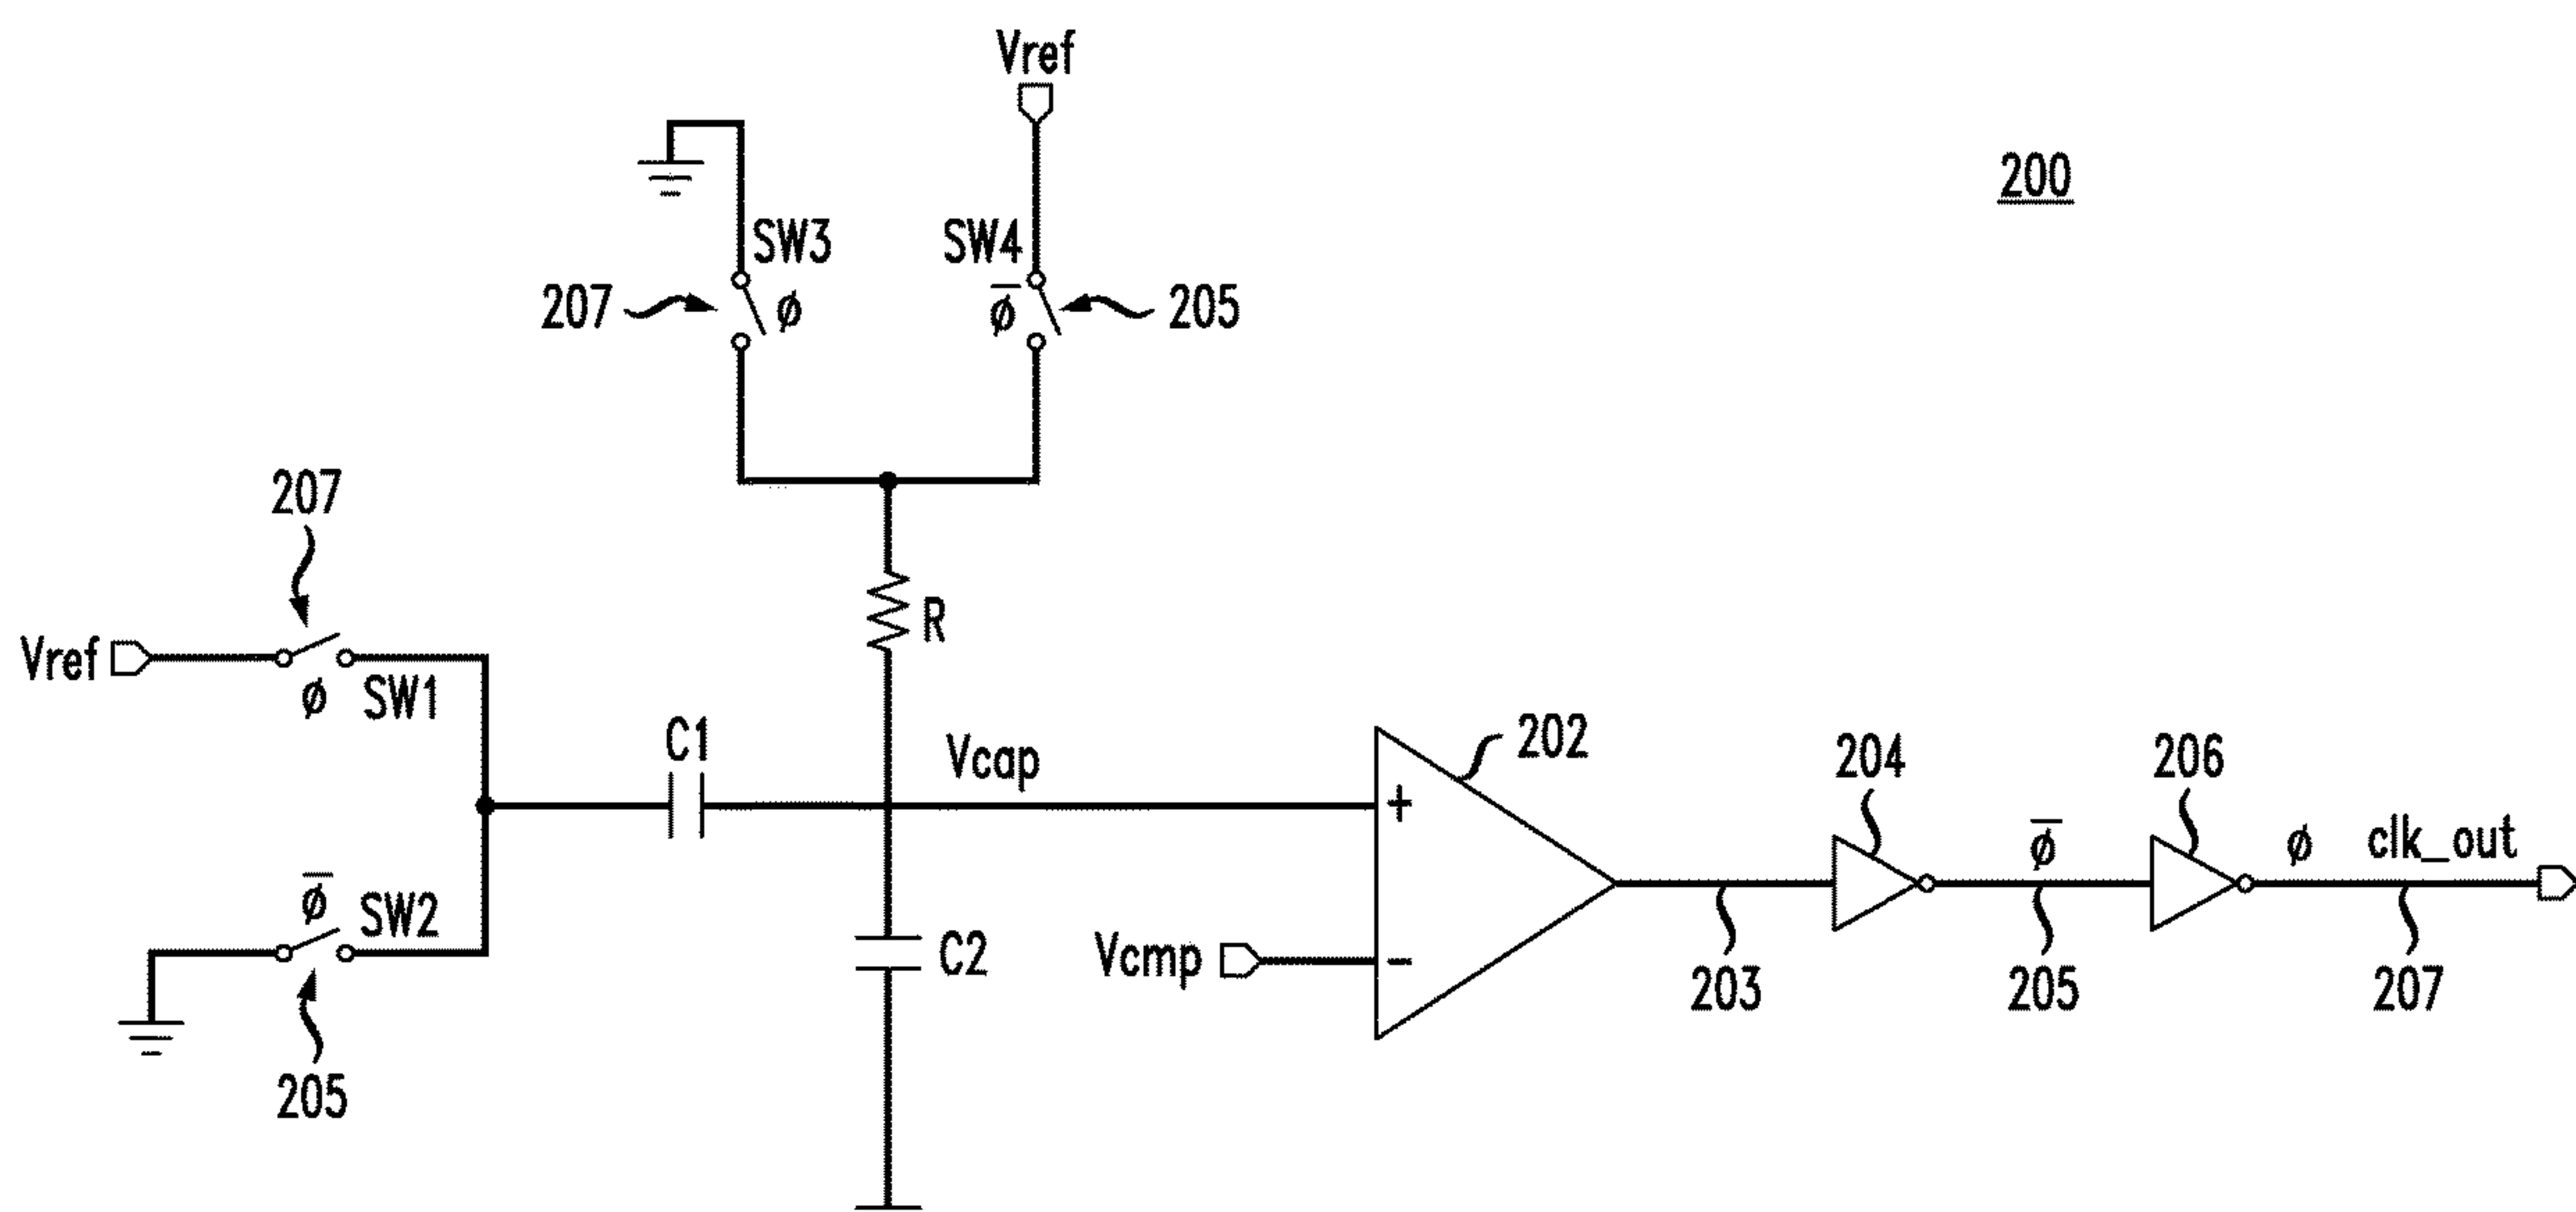 Vref
200
SW3
SW4
207
ø
ø̅
205
207
R
Vref
ø
SW1
C1
Vcap
202
204
206
ø̅
ø
clk_out
ø̅
SW2
C2
Vcmp
+
−
203
205
207
205